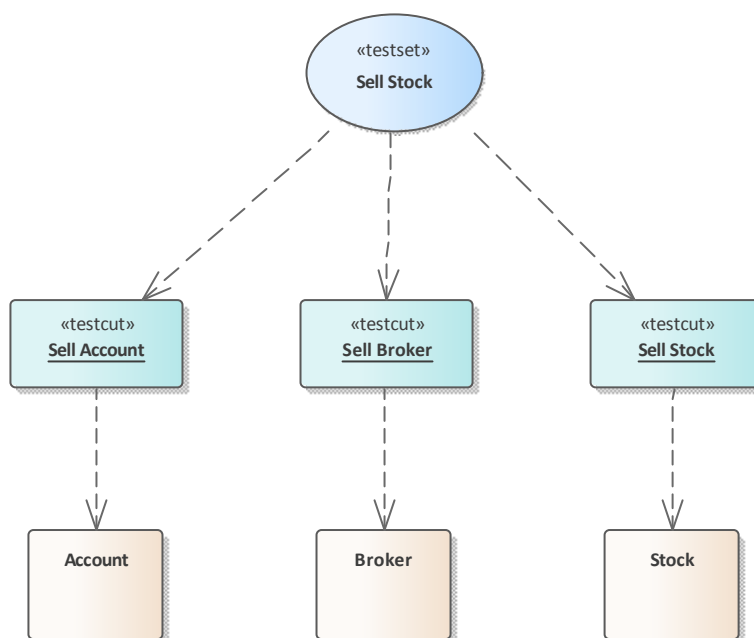 «testset»
Sell Stock
«testcut»
Sell Account
«testcut»
Sell Broker
«testcut»
Sell Stock
Account
Broker
Stock